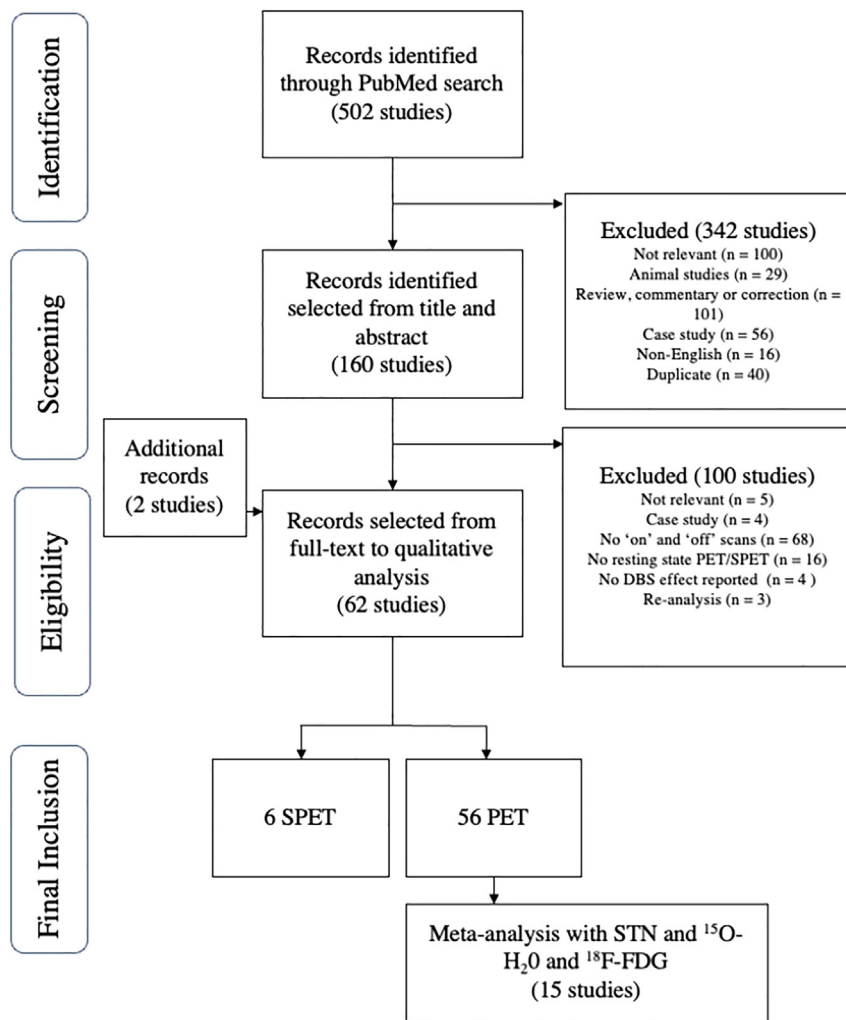 Identification
Records identified
through PubMed search
(502 studies)
Excluded (342 studies)
Not relevant (n = 100)
Animal studies (n = 29)
Review, commentary or correction (n =
101)
Case study (n = 56)
Non-English (n = 16)
Duplicate (n = 40)
Screening
Records identified
selected from title and
abstract
(160 studies)
Additional
records
(2 studies)
Excluded (100 studies)
Not relevant (n = 5)
Case study (n = 4)
No ‘on’ and ‘off’ scans (n = 68)
No resting state PET/SPET (n = 16)
No DBS effect reported (n = 4 )
Re-analysis (n = 3)
Eligibility
Records selected from
full-text to qualitative
analysis
(62 studies)
Final Inclusion
6 SPET
56 PET
Meta-analysis with STN and ¹⁵O-
H₂0 and ¹⁸F-FDG
(15 studies)